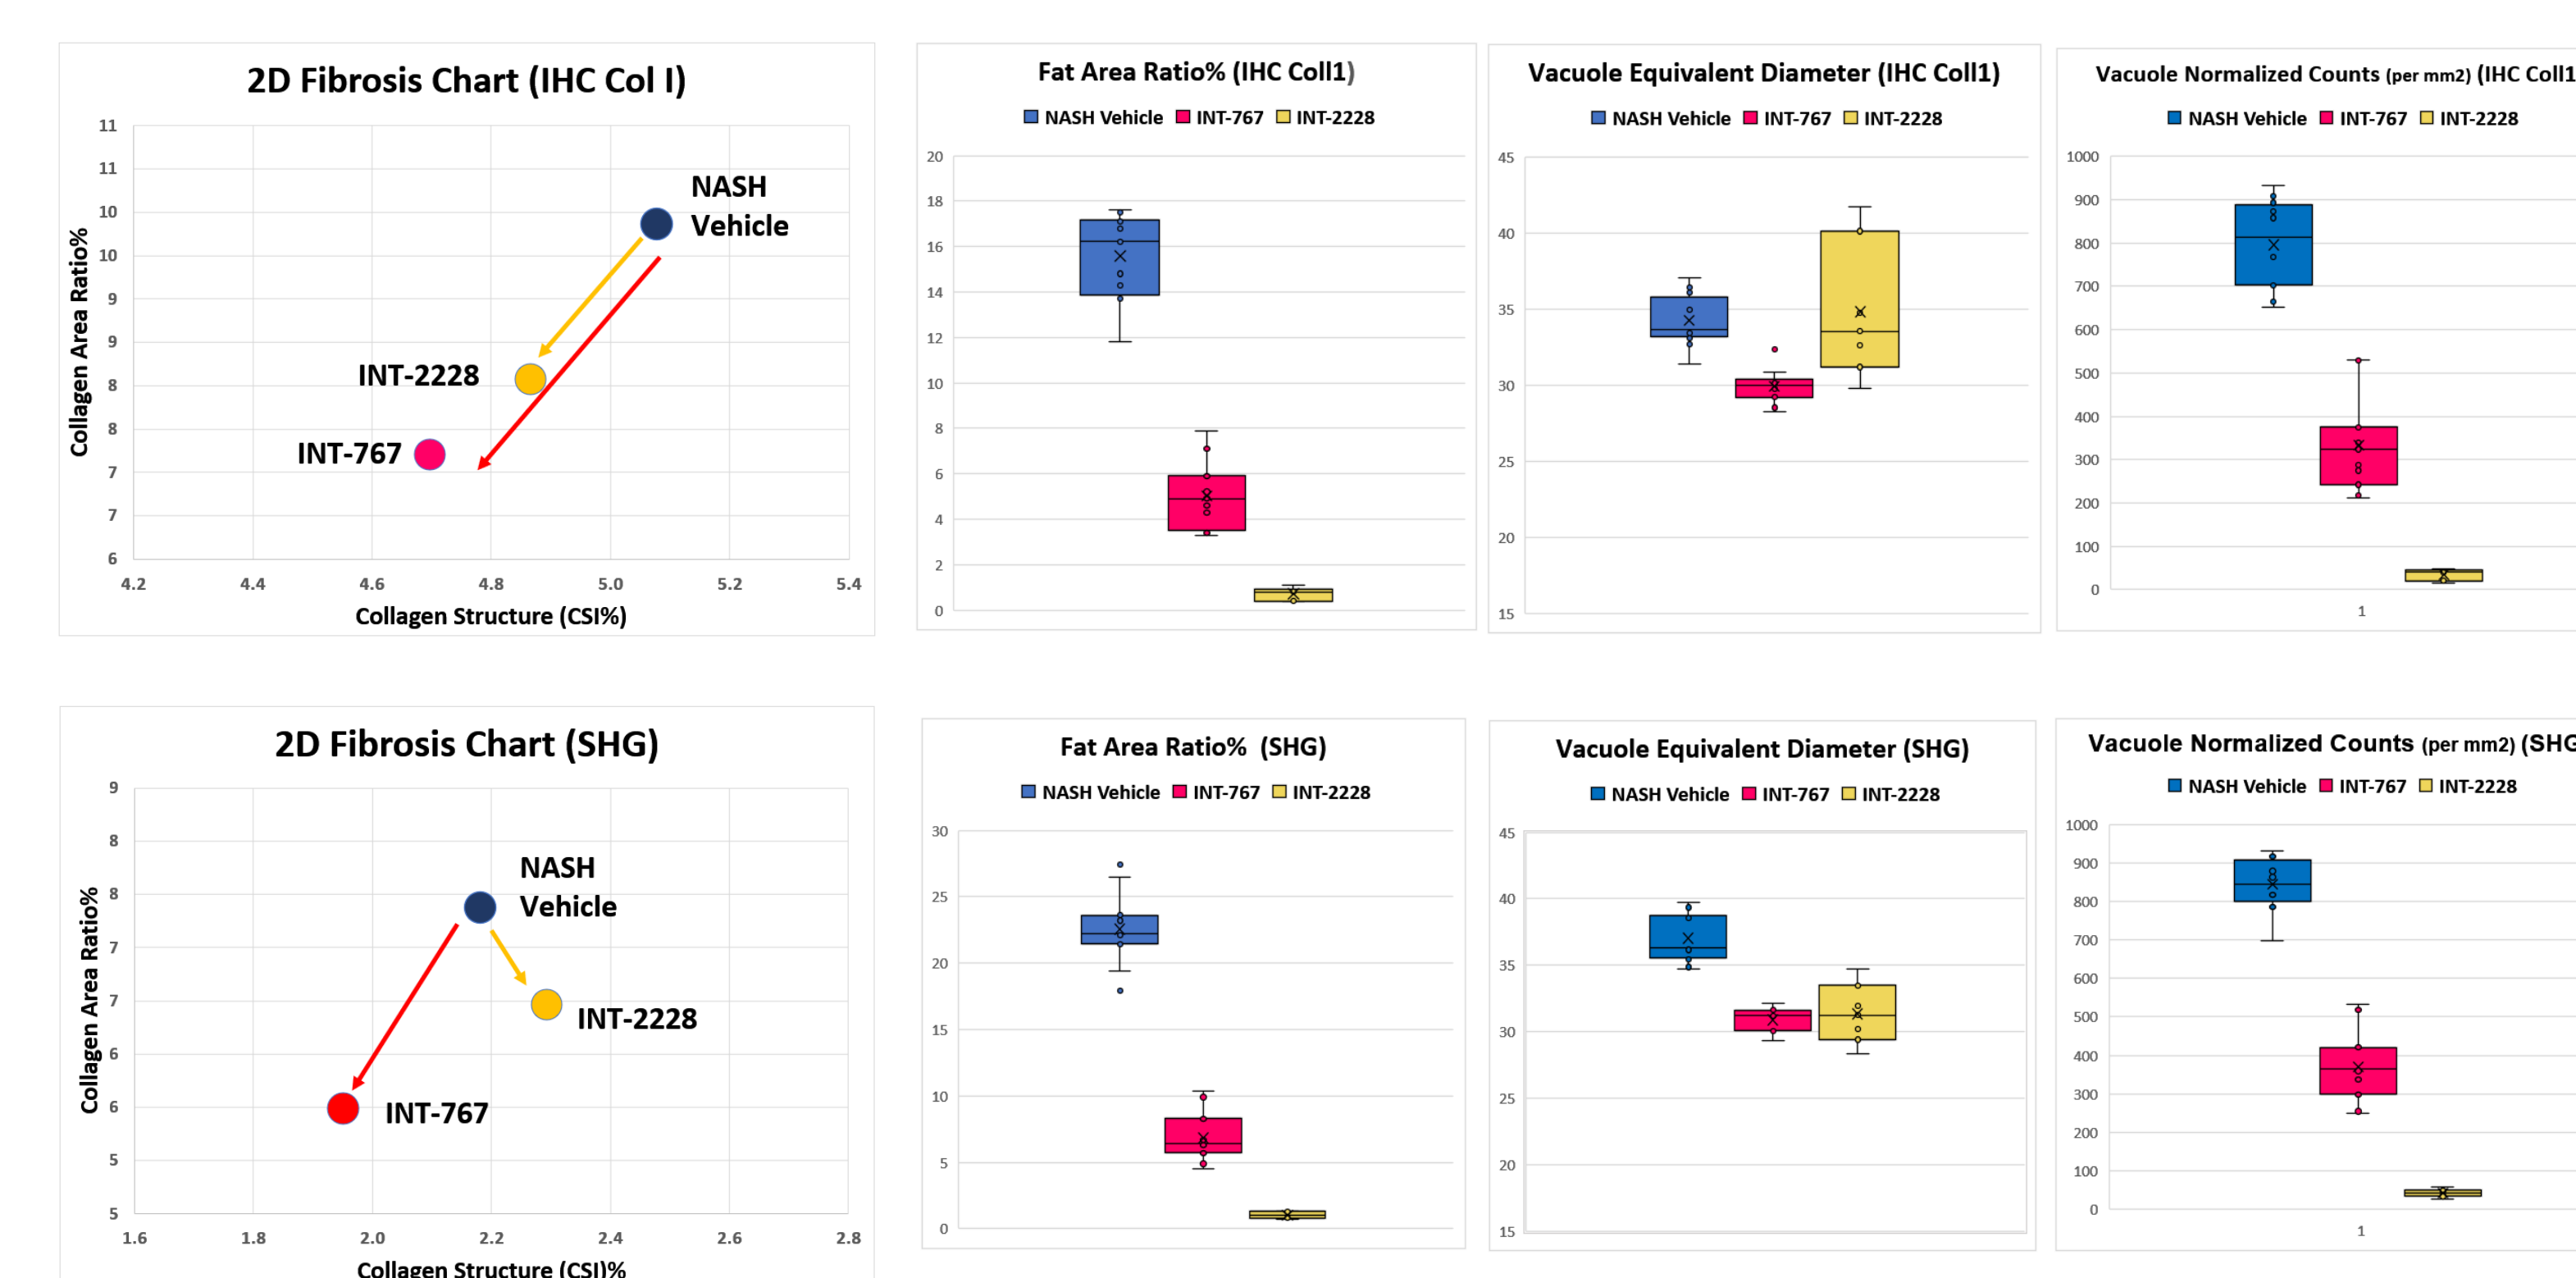 2D Fibrosis Chart (IHC Col I)
11
11
10
10
9
9
8
8
7
7
6
Collagen Area Ratio%
NASH
Vehicle
INT-2228
INT-767
4.2 4.4 4.6 4.8 5.0 5.2 5.4
Collagen Structure (CSI%)
Fat Area Ratio% (IHC Coll1)
NASH Vehicle INT-767 INT-2228
20
18
16
14
12
10
8
6
4
2
0
Vacuole Equivalent Diameter (IHC Coll1)
NASH Vehicle INT-767 INT-2228
45
40
35
30
25
20
15
Vacuole Normalized Counts (per mm2) (IHC Coll1
NASH Vehicle INT-767 INT-2228
1000
900
800
700
600
500
400
300
200
100
0
1
2D Fibrosis Chart (SHG)
9
8
8
7
7
6
6
5
5
Collagen Area Ratio%
NASH
Vehicle
INT-2228
INT-767
1.6 1.8 2.0 2.2 2.4 2.6 2.8
Collagen Structure (CSI)%
Fat Area Ratio% (SHG)
NASH Vehicle INT-767 INT-2228
30
25
20
15
10
5
0
Vacuole Equivalent Diameter (SHG)
NASH Vehicle INT-767 INT-2228
45
40
35
30
25
20
15
Vacuole Normalized Counts (per mm2) (SHG
NASH Vehicle INT-767 INT-2228
1000
900
800
700
600
500
400
300
200
100
0
1